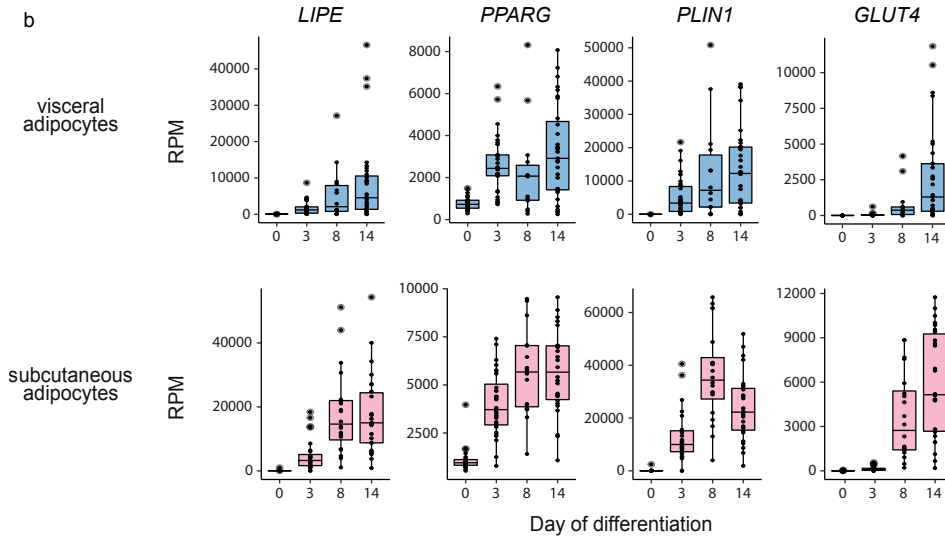 b
LIPE PPARG PLIN1 GLUT4
visceral
adipocytes
RPM
40000
30000
20000
10000
0
0 3 8 14
8000
6000
4000
2000
0
0 3 8 14
50000
40000
30000
20000
10000
0
0 3 8 14
10000
7500
5000
2500
0
0 3 8 14
subcutaneous
adipocytes
RPM
40000
20000
0
0 3 8 14
10000
7500
5000
2500
0 3 8 14
60000
40000
20000
0
0 3 8 14
12000
9000
6000
3000
0
0 3 8 14
Day of differentiation